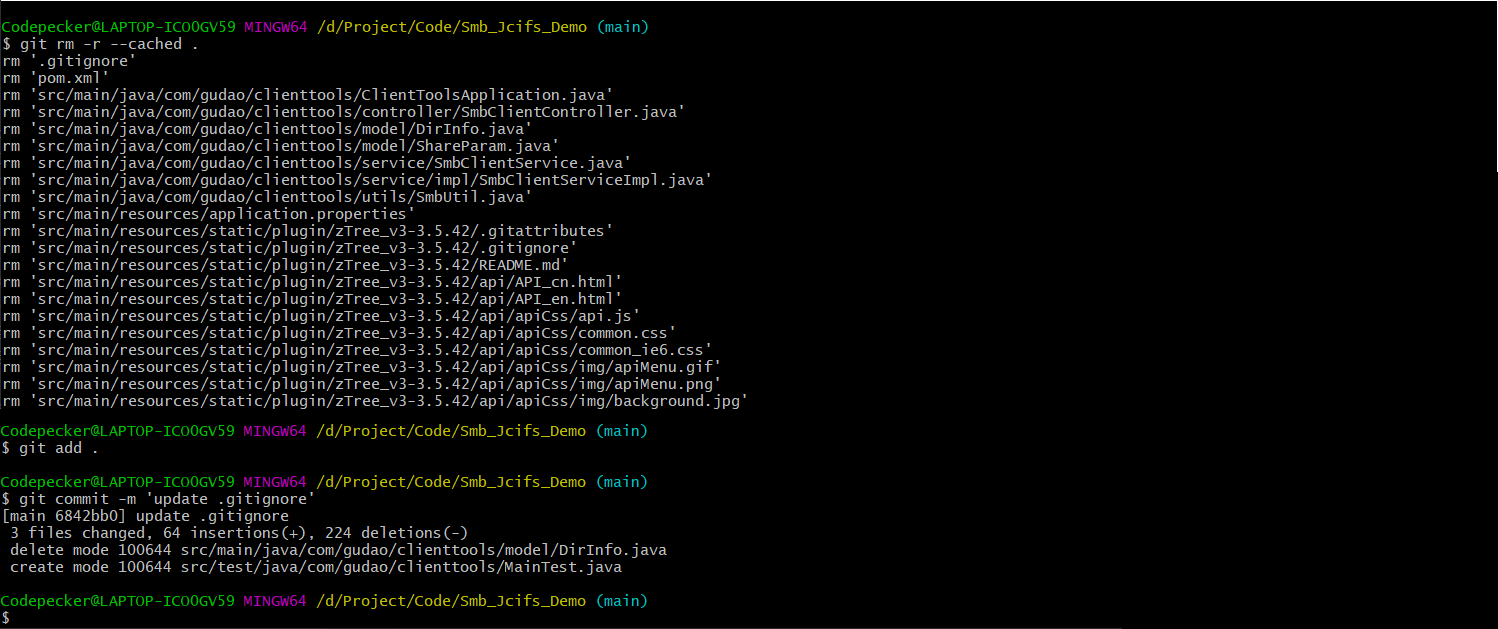 Codepecker@LAPTOP-ICO0GV59 MINGW64 /d/Project/Code/Smb_Jcifs_Demo (main)
$ git rm -r --cached .
rm '.gitignore'
rm 'pom.xml'
rm 'src/main/java/com/gudao/clienttools/ClientToolsApplication.java'
rm 'src/main/java/com/gudao/clienttools/controller/SmbClientController.java'
rm 'src/main/java/com/gudao/clienttools/model/DirInfo.java'
rm 'src/main/java/com/gudao/clienttools/model/ShareParam.java'
rm 'src/main/java/com/gudao/clienttools/service/SmbClientService.java'
rm 'src/main/java/com/gudao/clienttools/service/impl/SmbClientServiceImpl.java'
rm 'src/main/java/com/gudao/clienttools/utils/SmbUtil.java'
rm 'src/main/resources/application.properties'
rm 'src/main/resources/static/plugin/zTree_v3-3.5.42/.gitattributes'
rm 'src/main/resources/static/plugin/zTree_v3-3.5.42/.gitignore'
rm 'src/main/resources/static/plugin/zTree_v3-3.5.42/README.md'
rm 'src/main/resources/static/plugin/zTree_v3-3.5.42/api/API_cn.html'
rm 'src/main/resources/static/plugin/zTree_v3-3.5.42/api/API_en.html'
rm 'src/main/resources/static/plugin/zTree_v3-3.5.42/api/apiCss/api.js'
rm 'src/main/resources/static/plugin/zTree_v3-3.5.42/api/apiCss/common.css'
rm 'src/main/resources/static/plugin/zTree_v3-3.5.42/api/apiCss/common_ie6.css'
rm 'src/main/resources/static/plugin/zTree_v3-3.5.42/api/apiCss/img/apiMenu.gif'
rm 'src/main/resources/static/plugin/zTree_v3-3.5.42/api/apiCss/img/apiMenu.png'
rm 'src/main/resources/static/plugin/zTree_v3-3.5.42/api/apiCss/img/background.jpg'
Codepecker@LAPTOP-ICO0GV59 MINGW64 /d/Project/Code/Smb_Jcifs_Demo (main)
$ git add .
Codepecker@LAPTOP-ICO0GV59 MINGW64 /d/Project/Code/Smb_Jcifs_Demo (main)
$ git commit -m 'update .gitignore'
[main 6842bb0] update .gitignore
3 files changed, 64 insertions(+), 224 deletions(-)
delete mode 100644 src/main/java/com/gudao/clienttools/model/DirInfo.java
create mode 100644 src/test/java/com/gudao/clienttools/MainTest.java
Codepecker@LAPTOP-ICO0GV59 MINGW64 /d/Project/Code/Smb_Jcifs_Demo (main)
$